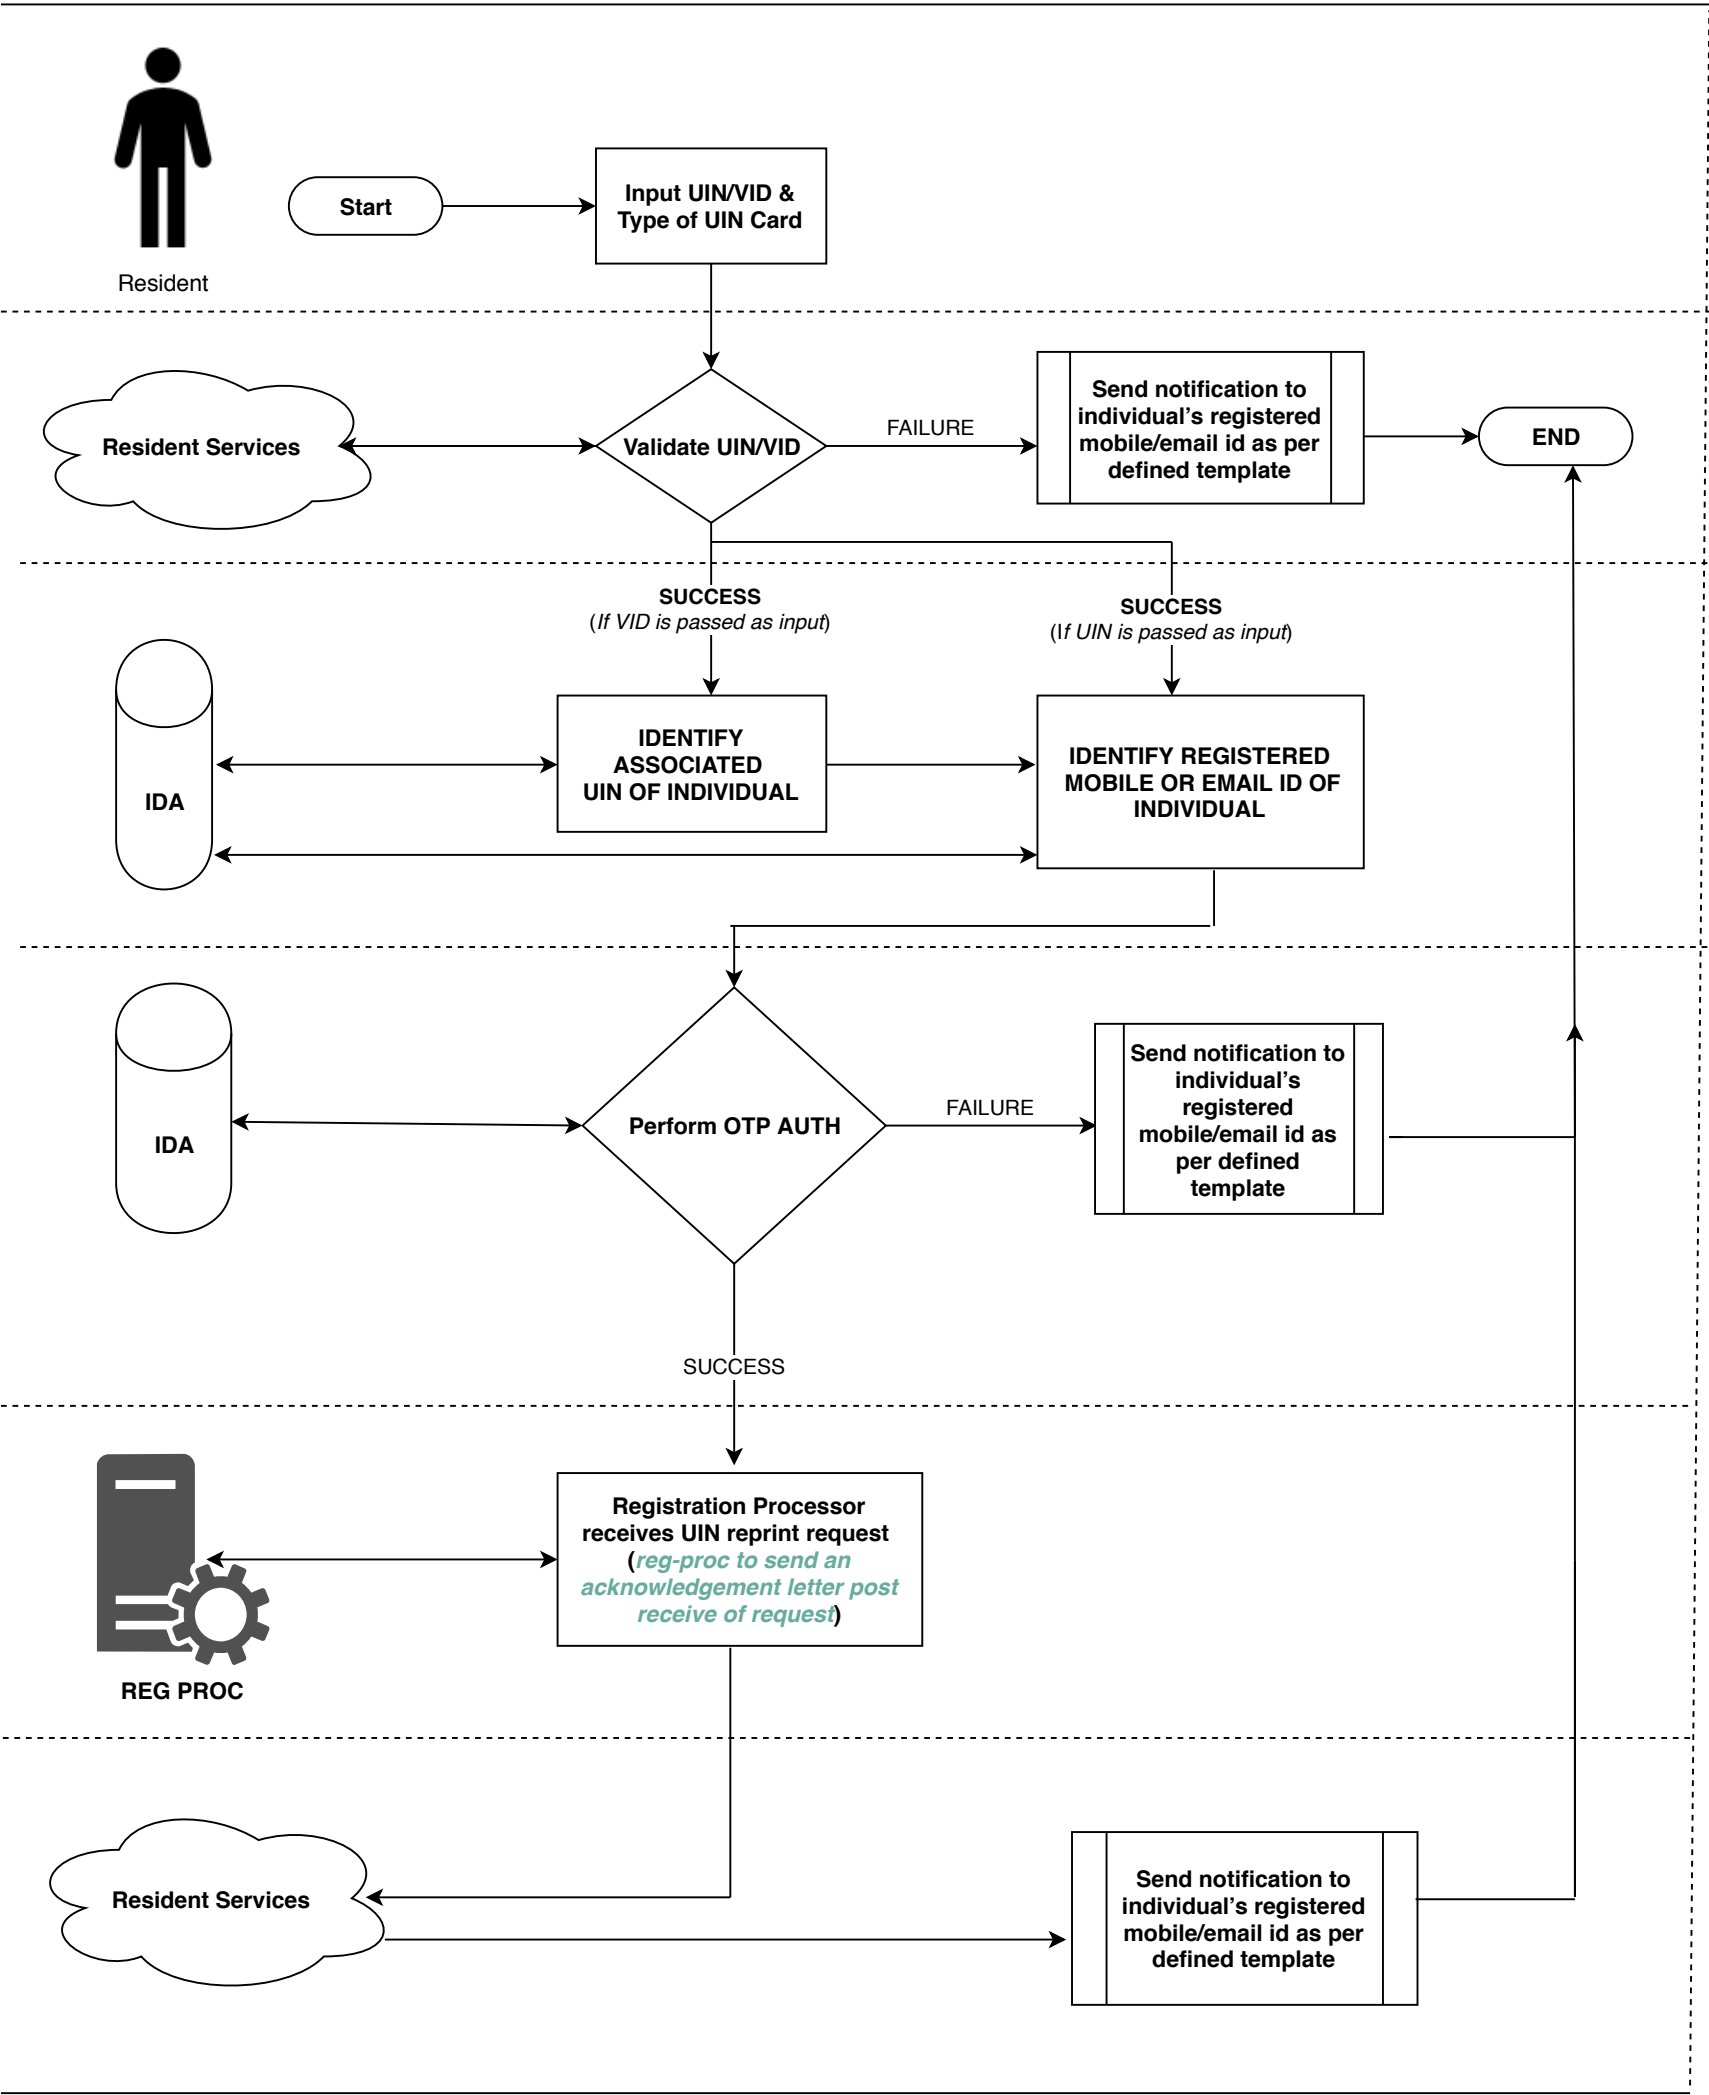 Start
Input UIN/VID &
Type of UIN Card
Resident
Resident Services
Validate UIN/VID
FAILURE
Send notification to
individual's registered
mobile/email id as per
defined template
END
SUCCESS
(If VID is passed as input)
SUCCESS
(If UIN is passed as input)
IDA
IDENTIFY
ASSOCIATED
UIN OF INDIVIDUAL
IDENTIFY REGISTERED
MOBILE OR EMAIL ID OF
INDIVIDUAL
IDA
Perform OTP AUTH
FAILURE
Send notification to
individual's
registered
mobile/email id as
per defined
template
SUCCESS
Registration Processor
receives UIN reprint request
(reg-proc to send an
acknowledgement letter post
receive of request)
REG PROC
Resident Services
Send notification to
individual's registered
mobile/email id as per
defined template